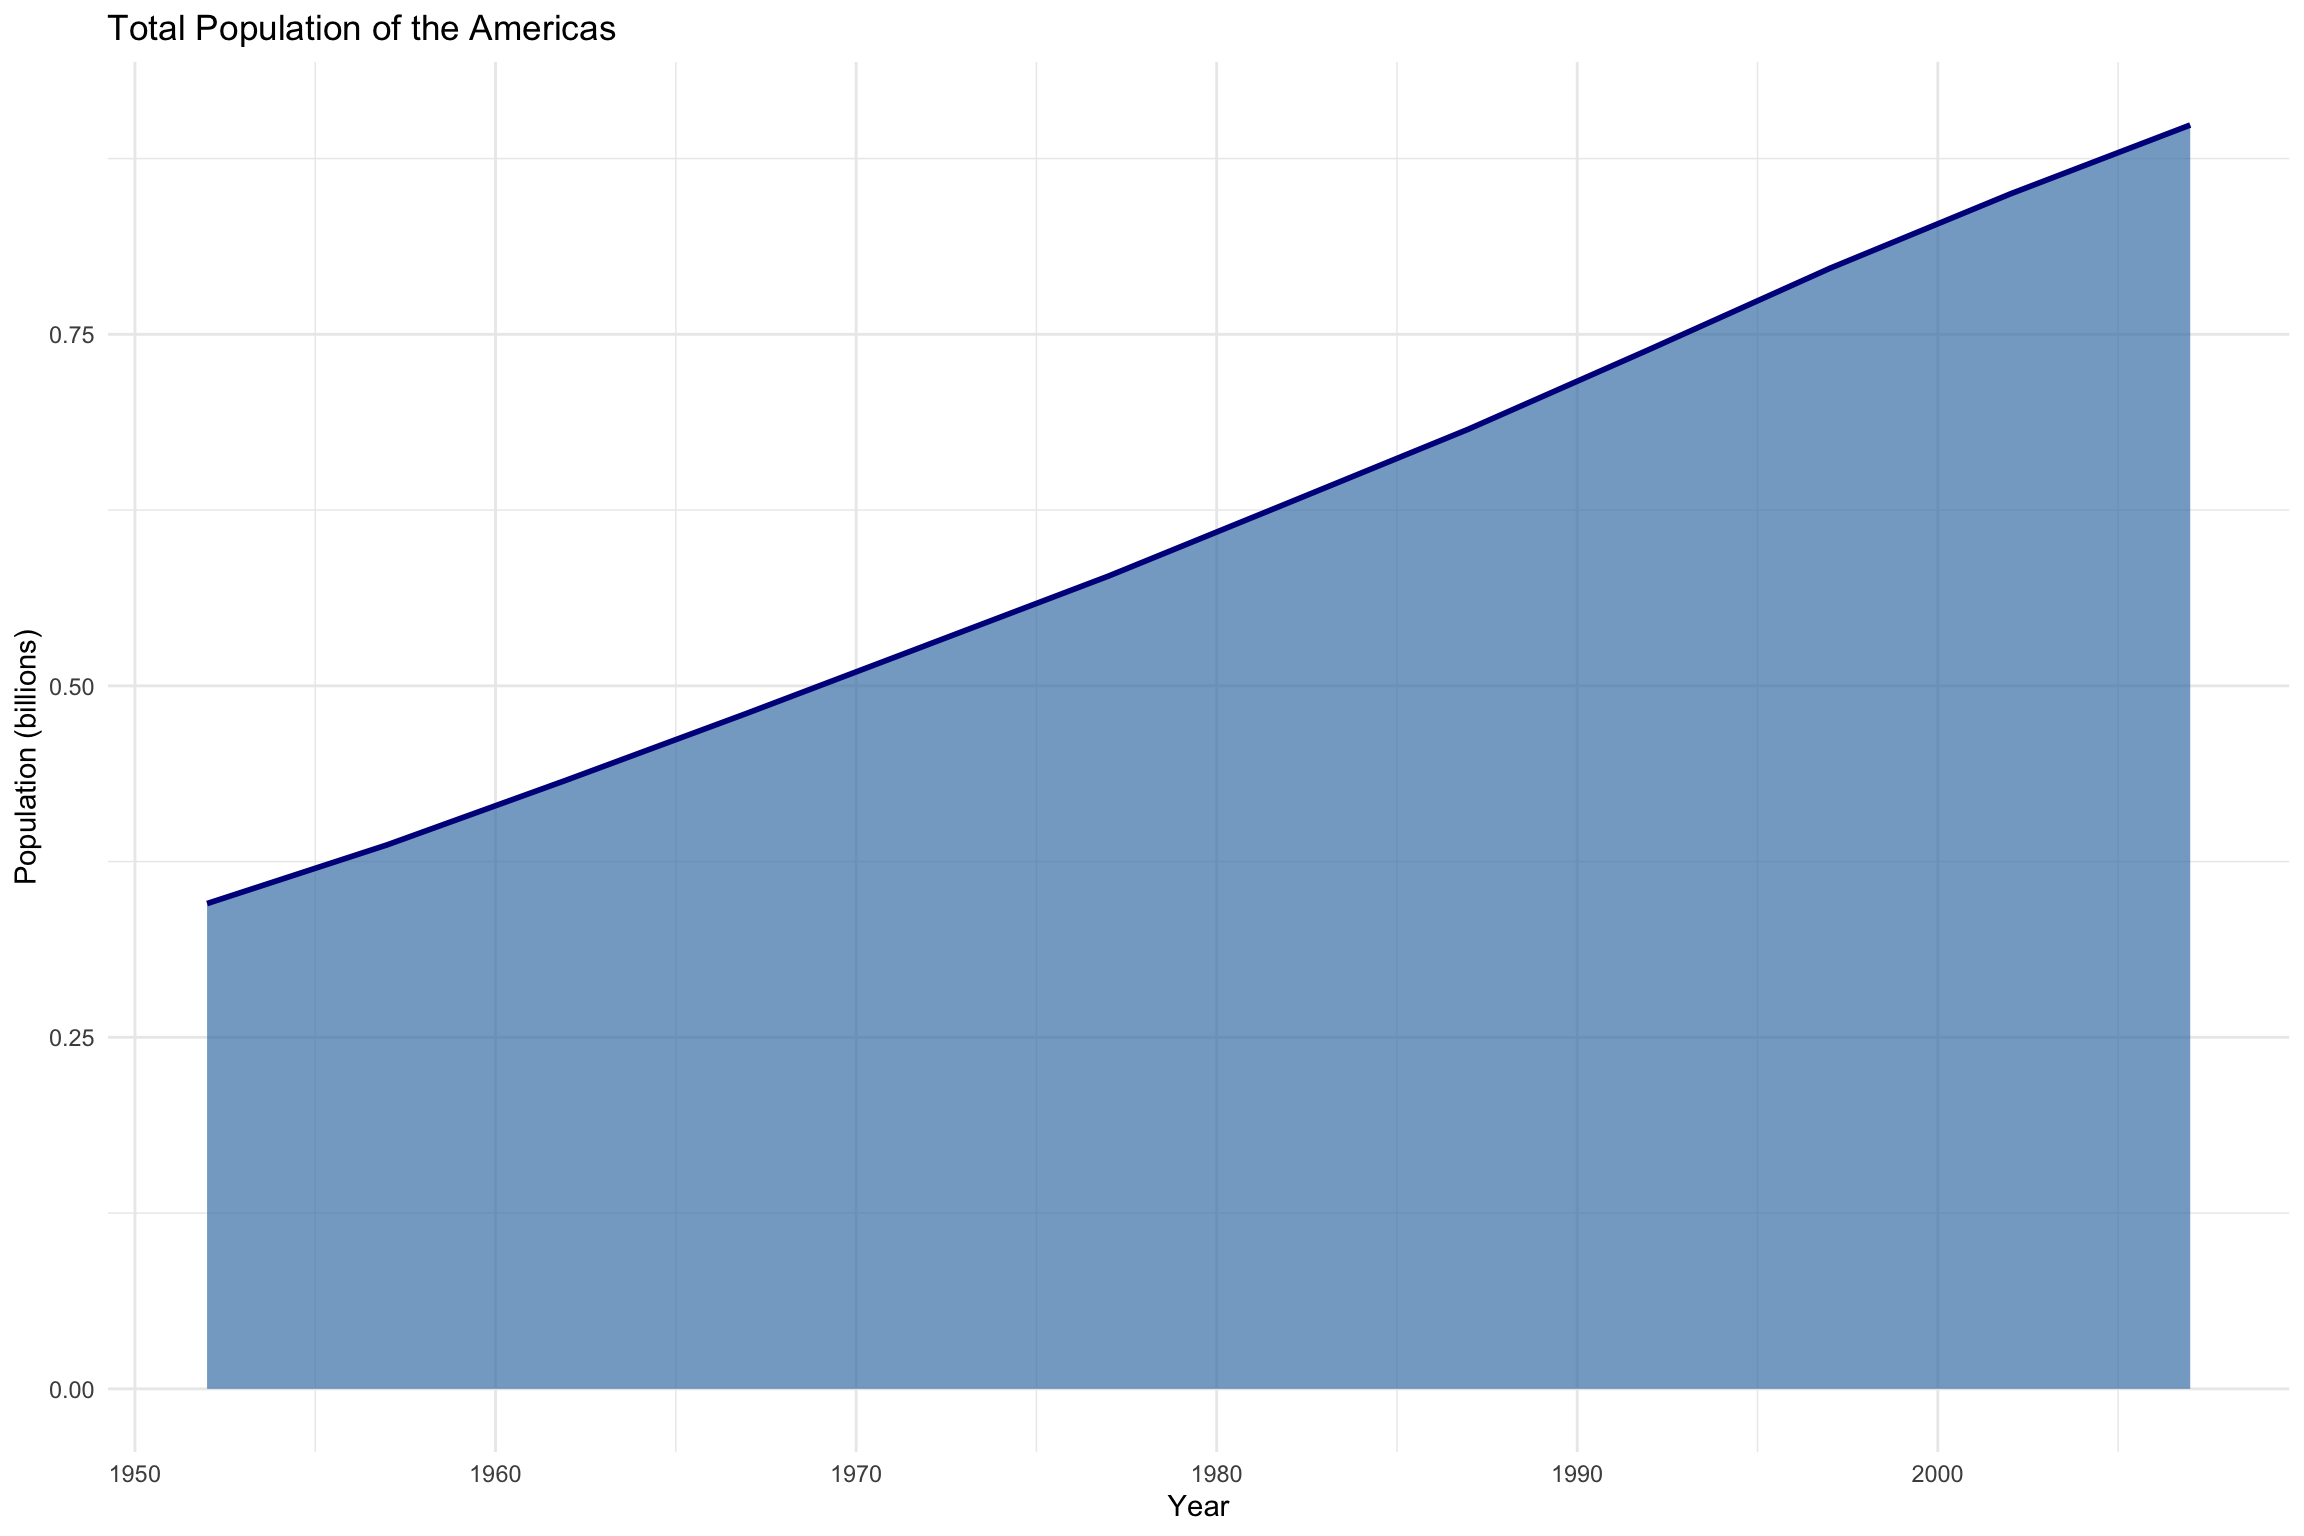 Total Population of the Americas
Population (billions)
0.75
0.50
0.25
0.00
1950 1960 1970 1980 1990 2000
Year